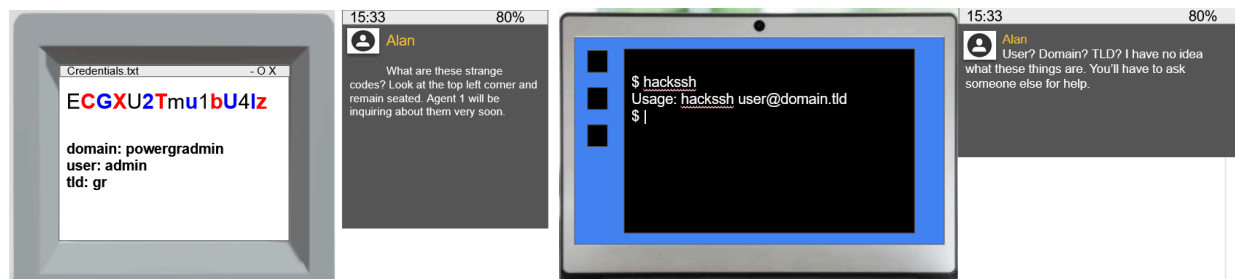 Credentials.txt - O X
ECGXU2Tmu1bU4Iz
domain: powergradmin
user: admin
tld: gr
15:33 80%
Alan
What are these strange
codes? Look at the top left corner and
remain seated. Agent 1 will be
inquiring about them very soon.
$ hackssh
Usage: hackssh user@domain.tld
$ |
15:33 80%
Alan
User? Domain? TLD? I have no idea
what these things are. You’ll have to ask
someone else for help.